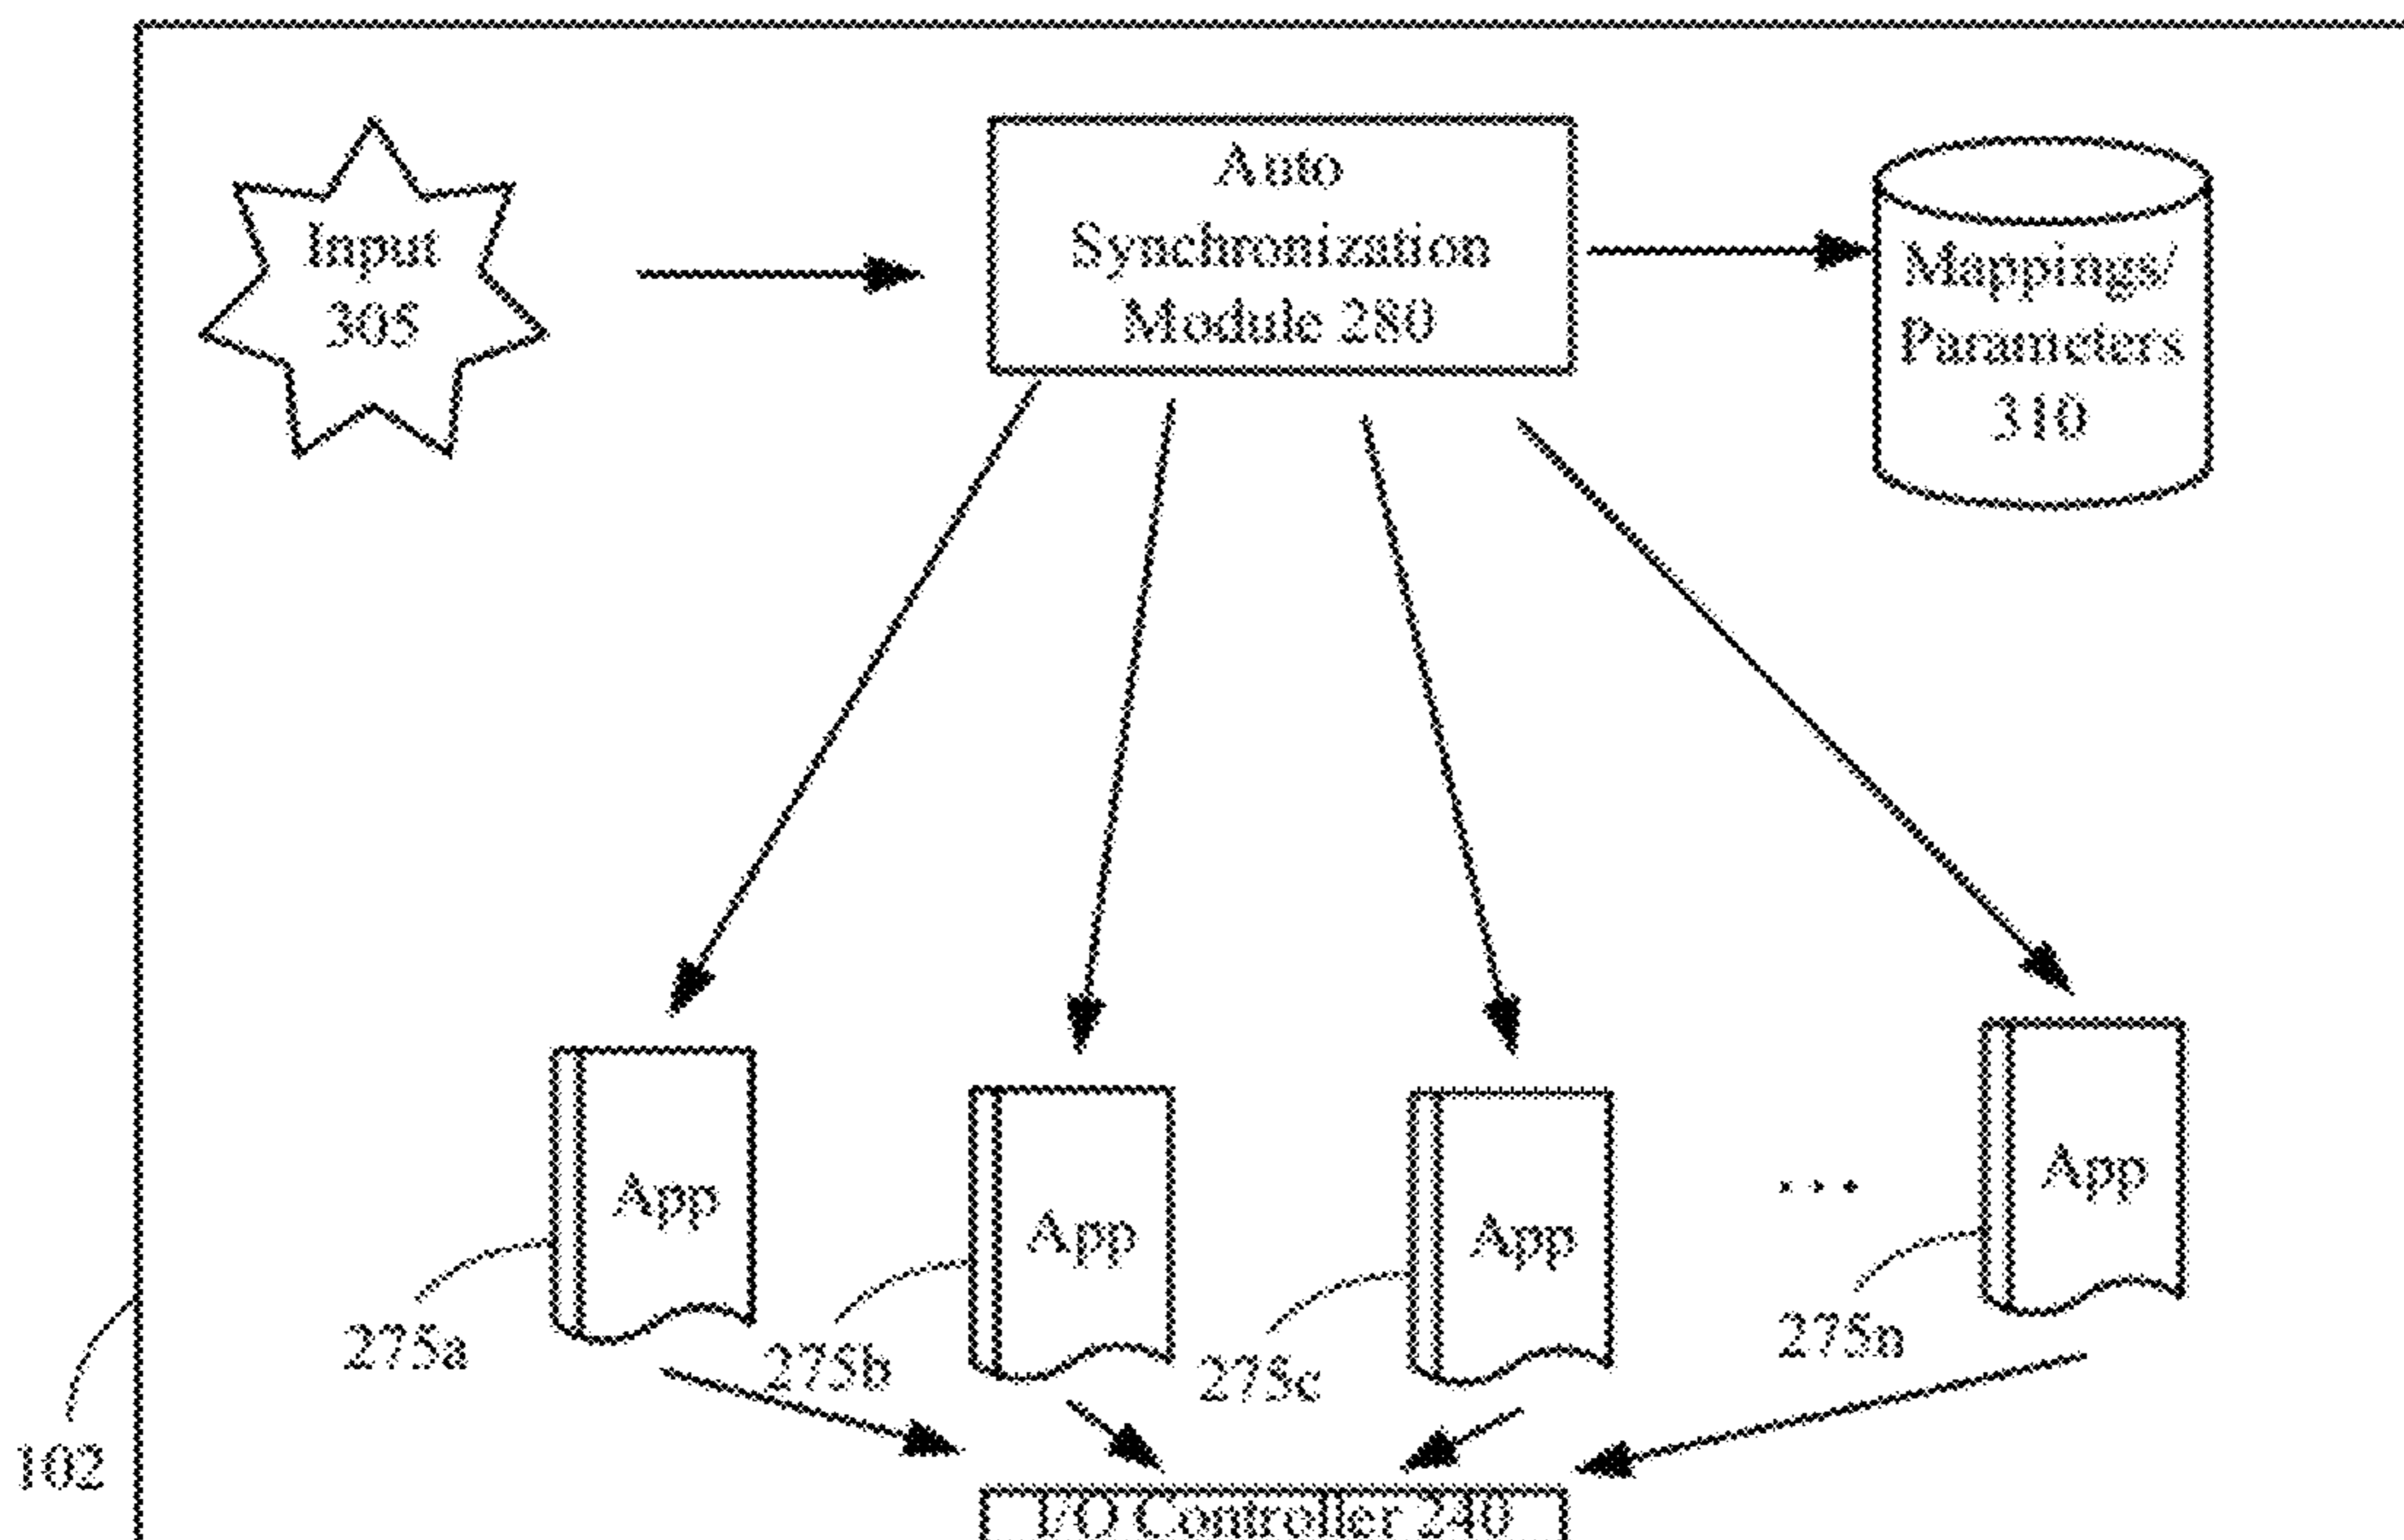 Input
305
Auto
Synchronization
Module 280
Mappings/
Parameters
310
App
App
App
...
App
275a
275b
275c
275n
102
I/O Controller 240